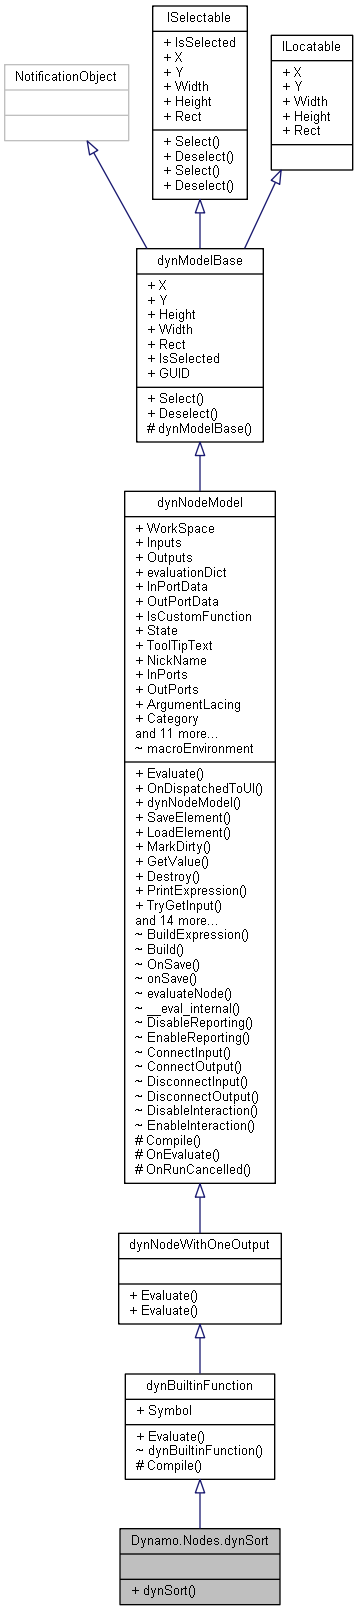 ISelectable
+ IsSelected
+ X
+ Y
+ Width
+ Height
+ Rect
+ Select()
+ Deselect()
+ Select()
+ Deselect()
ILocatable
+ X
+ Y
+ Width
+ Height
+ Rect
NotificationObject
dynModelBase
+ X
+ Y
+ Height
+ Width
+ Rect
+ IsSelected
+ GUID
+ Select()
+ Deselect()
# dynModelBase()
dynNodeModel
+ WorkSpace
+ Inputs
+ Outputs
+ evaluationDict
+ InPortData
+ OutPortData
+ IsCustomFunction
+ State
+ ToolTipText
+ NickName
+ InPorts
+ OutPorts
+ ArgumentLacing
+ Category
and 11 more...
~ macroEnvironment
+ Evaluate()
+ OnDispatchedToUI()
+ dynNodeModel()
+ SaveElement()
+ LoadElement()
+ MarkDirty()
+ GetValue()
+ Destroy()
+ PrintExpression()
+ TryGetInput()
and 14 more...
~ BuildExpression()
~ Build()
~ OnSave()
~ onSave()
~ evaluateNode()
~ __eval_internal()
~ DisableReporting()
~ EnableReporting()
~ ConnectInput()
~ ConnectOutput()
~ DisconnectInput()
~ DisconnectOutput()
~ DisableInteraction()
~ EnableInteraction()
# Compile()
# OnEvaluate()
# OnRunCancelled()
dynNodeWithOneOutput
+ Evaluate()
+ Evaluate()
dynBuiltinFunction
+ Symbol
+ Evaluate()
~ dynBuiltinFunction()
# Compile()
Dynamo.Nodes.dynSort
+ dynSort()